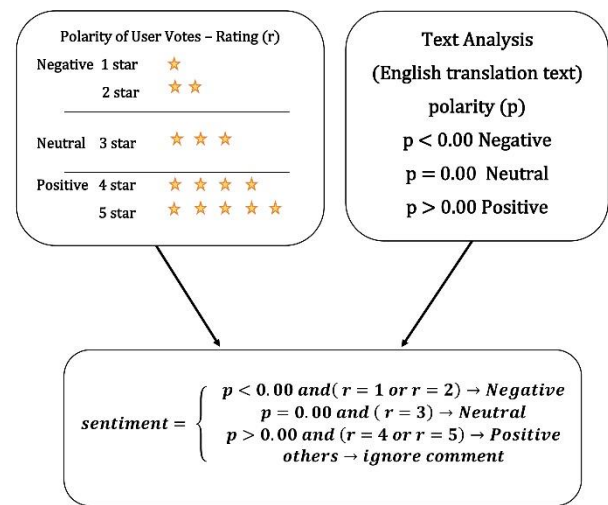 Polarity of User Votes – Rating (r)
Negative 1 star
2 star
Neutral 3 star
Positive 4 star
5 star
Text Analysis
(English translation text)
polarity (p)
p < 0.00 Negative
p = 0.00 Neutral
p > 0.00 Positive
sentiment = {
p < 0.00 and( r = 1 or r = 2) → Negative
p = 0.00 and ( r = 3) → Neutral
p > 0.00 and (r = 4 or r = 5) → Positive
others → ignore comment